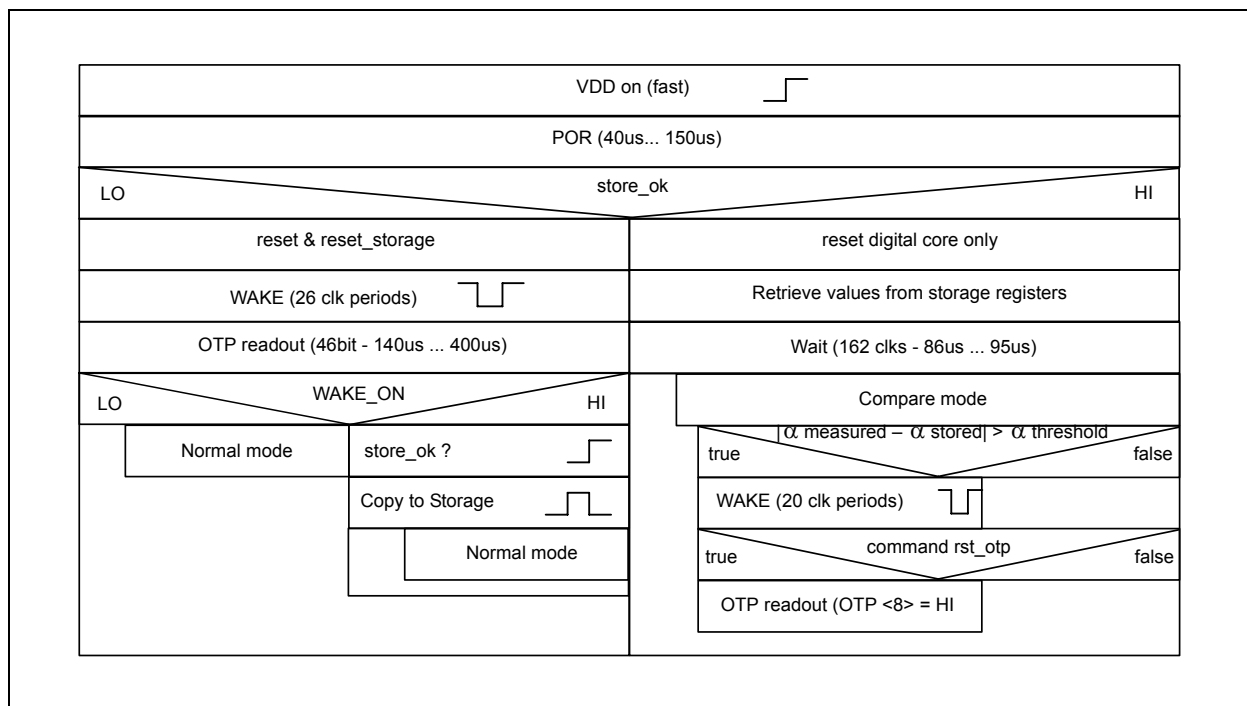 VDD on (fast)
POR (40us... 150us)
LO
store_ok
HI
reset & reset_storage
reset digital core only
WAKE (26 clk periods)
Retrieve values from storage registers
OTP readout (46bit - 140us ... 400us)
Wait (162 clks - 86us ... 95us)
LO
WAKE_ON
HI
Compare mode
Normal mode
store_ok ?
|α measured – α stored| > α threshold
true
false
Copy to Storage
WAKE (20 clk periods)
Normal mode
true
command rst_otp
false
OTP readout (OTP <8> = HI